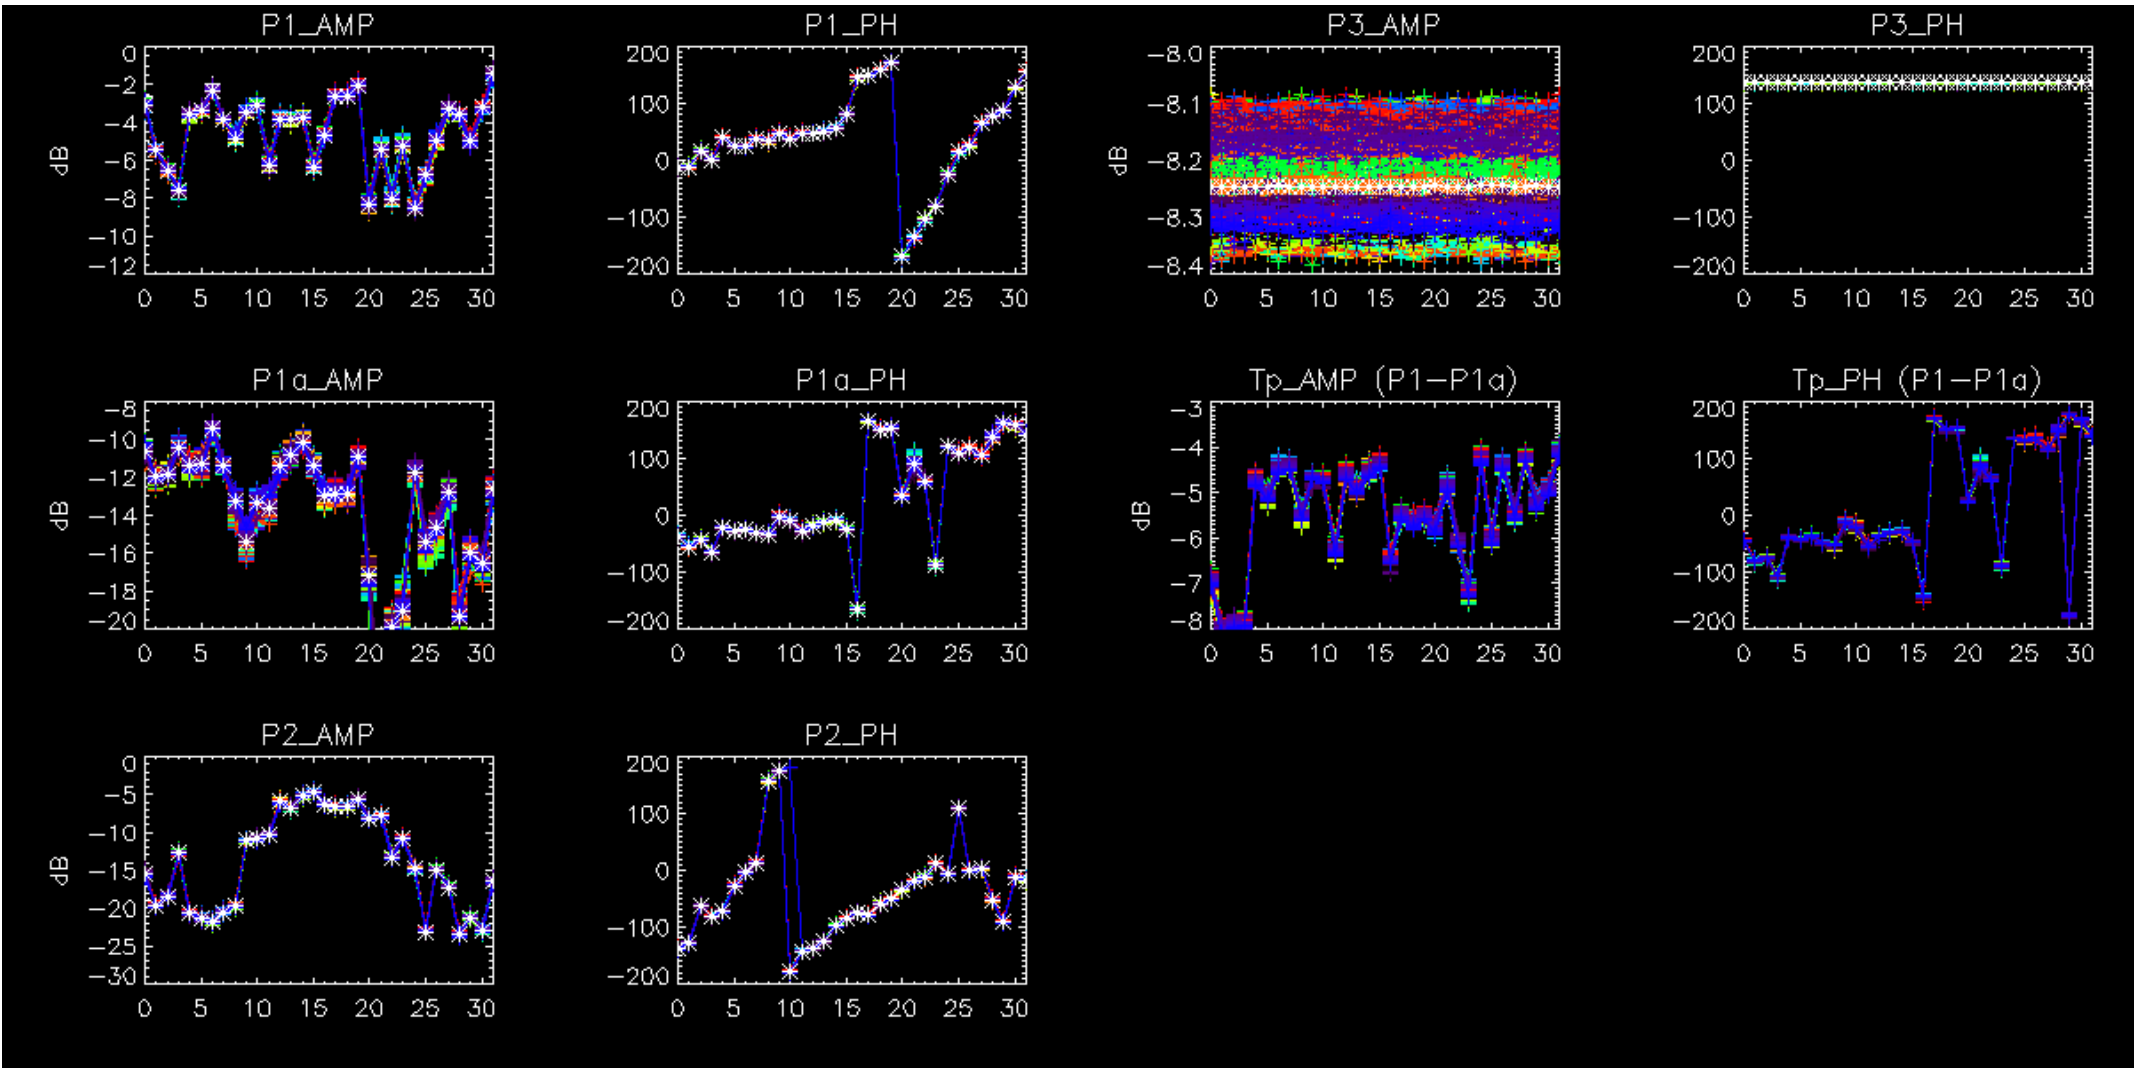 P1_AMP
0
−2
−4
−6
−8
−10
−12
dB
0 5 10 15 20 25 30
P1_PH
200
100
0
−100
−200
0 5 10 15 20 25 30
P3_AMP
−8.0
−8.1
−8.2
−8.3
−8.4
dB
0 5 10 15 20 25 30
P3_PH
200
100
0
−100
−200
0 5 10 15 20 25 30
P1a_AMP
−8
−10
−12
−14
−16
−18
−20
dB
0 5 10 15 20 25 30
P1a_PH
200
100
0
−100
−200
0 5 10 15 20 25 30
Tp_AMP (P1−P1a)
−3
−4
−5
−6
−7
−8
dB
0 5 10 15 20 25 30
Tp_PH (P1−P1a)
200
100
0
−100
−200
0 5 10 15 20 25 30
P2_AMP
0
−5
−10
−15
−20
−25
−30
dB
0 5 10 15 20 25 30
P2_PH
200
100
0
−100
−200
0 5 10 15 20 25 30